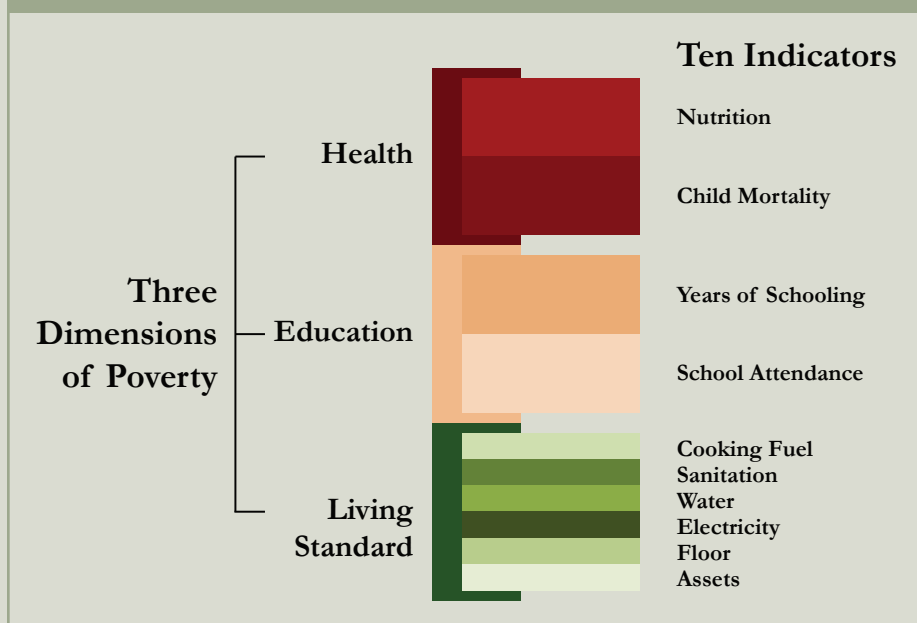 Ten Indicators
Three
Dimensions
of Poverty
Health
Nutrition
Child Mortality
Education
Years of Schooling
School Attendance
Living
Standard
Cooking Fuel
Sanitation
Water
Electricity
Floor
Assets